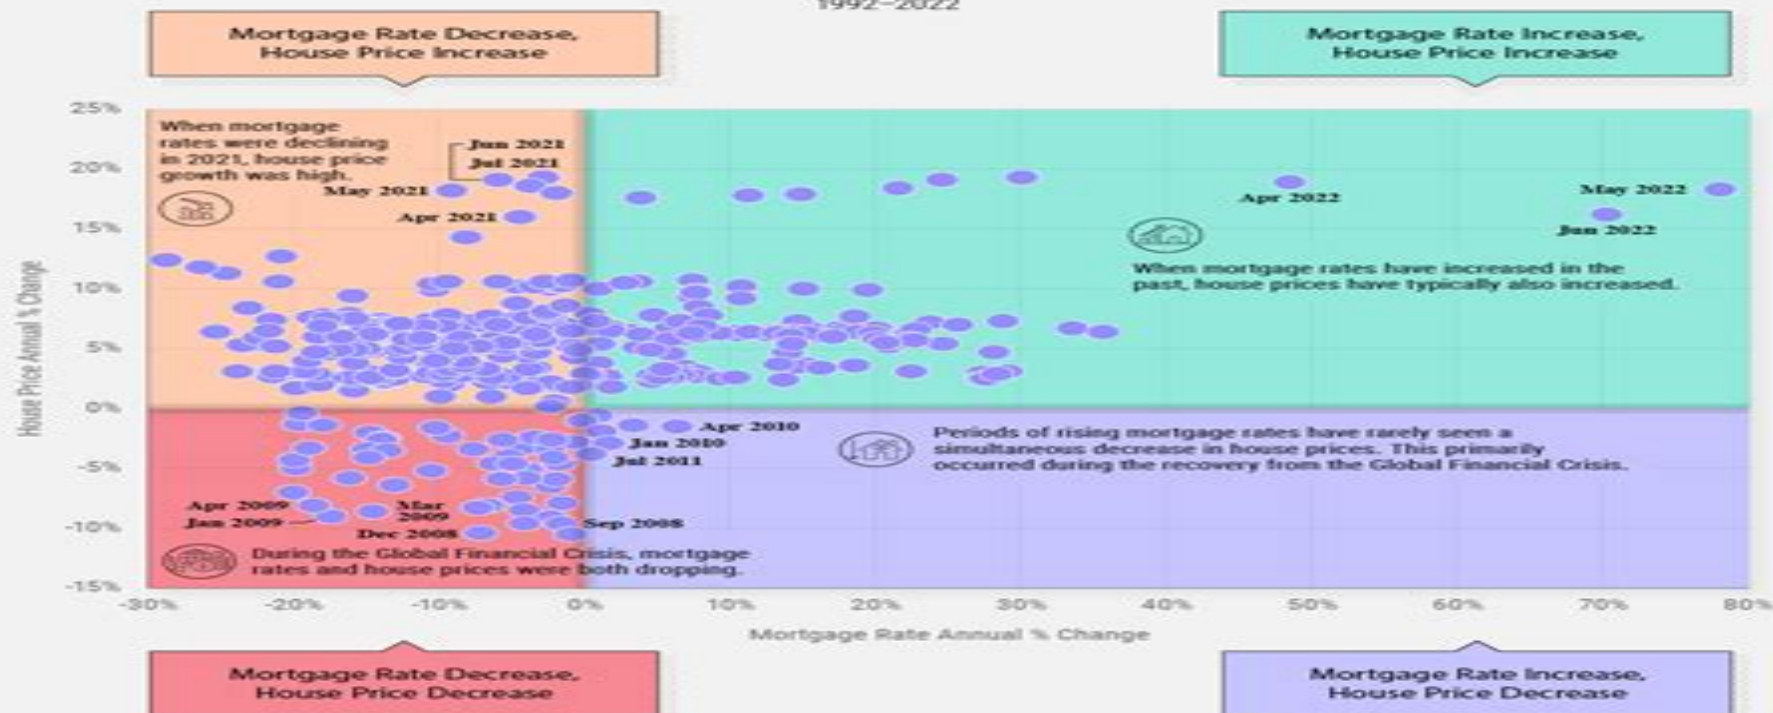 1992–2022
Mortgage Rate Decrease,
House Price Increase
Mortgage Rate Increase,
House Price Increase
25%
20%
15%
10%
5%
0%
-5%
-10%
-15%
House Price Annual % Change
When mortgage
rates were declining
in 2021, house price
growth was high.
Jun 2021
Jul 2021
May 2021
Apr 2021
Apr 2022
May 2022
Jun 2022
When mortgage rates have increased in the
past, house prices have typically also increased.
Apr 2010
Jan 2010
Jul 2011
Periods of rising mortgage rates have rarely seen a
simultaneous decrease in house prices. This primarily
occurred during the recovery from the Global Financial Crisis.
Apr 2009
Jan 2009
Mar
2009
Dec 2008
Sep 2008
During the Global Financial Crisis, mortgage
rates and house prices were both dropping.
-30%
-20%
-10%
0%
10%
20%
30%
40%
50%
60%
70%
80%
Mortgage Rate Annual % Change
Mortgage Rate Decrease,
House Price Decrease
Mortgage Rate Increase,
House Price Decrease